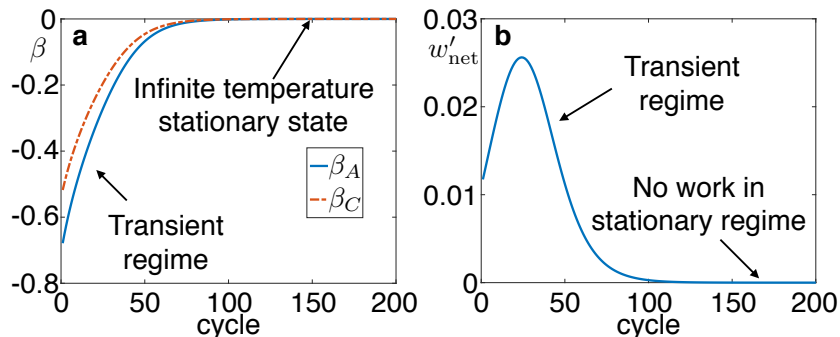 a
β
0
-0.2
-0.4
-0.6
-0.8
Infinite temperature
stationary state
β_A
β_C
Transient
regime
0
50
100
150
200
cycle
b
w′_net
0.03
0.02
0.01
0
Transient
regime
No work in
stationary regime
0
50
100
150
200
cycle